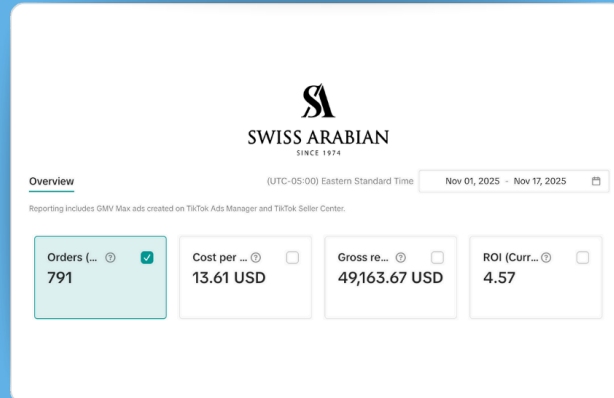 SA
SWISS ARABIAN
SINCE 1974
Overview
(UTC-05:00) Eastern Standard Time
Nov 01, 2025 - Nov 17, 2025
Reporting includes GMV Max ads created on TikTok Ads Manager and TikTok Seller Center.
Orders (...
791
Cost per ...
13.61 USD
Gross re...
49,163.67 USD
ROI (Curr...
4.57